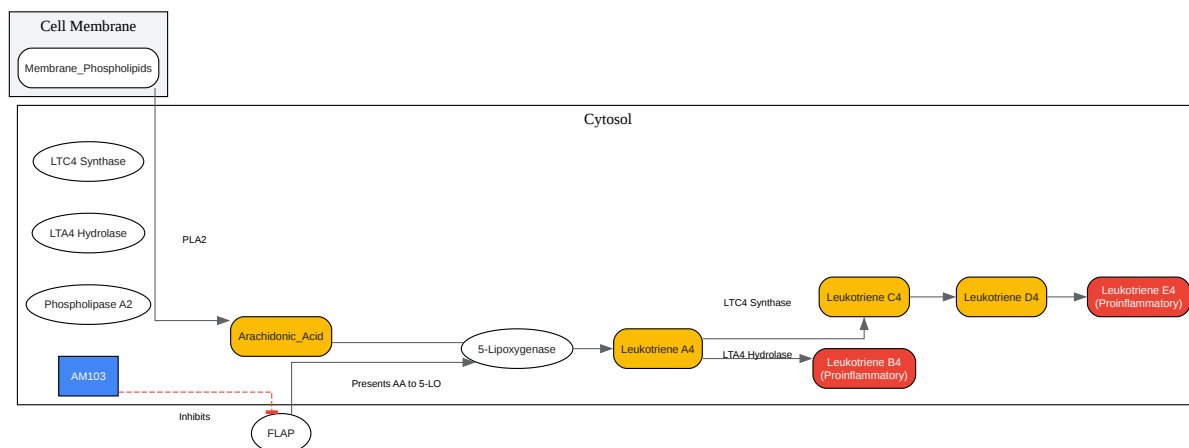 Cell Membrane
Membrane_Phospholipids
Cytosol
LTC4 Synthase
LTA4 Hydrolase
PLA2
Phospholipase A2
Arachidonic_Acid
5-Lipoxygenase
Leukotriene A4
LTC4 Synthase
Leukotriene C4
Leukotriene D4
Leukotriene E4
(Proinflammatory)
LTA4 Hydrolase
Leukotriene B4
(Proinflammatory)
AM103
Presents AA to 5-LO
Inhibits
FLAP